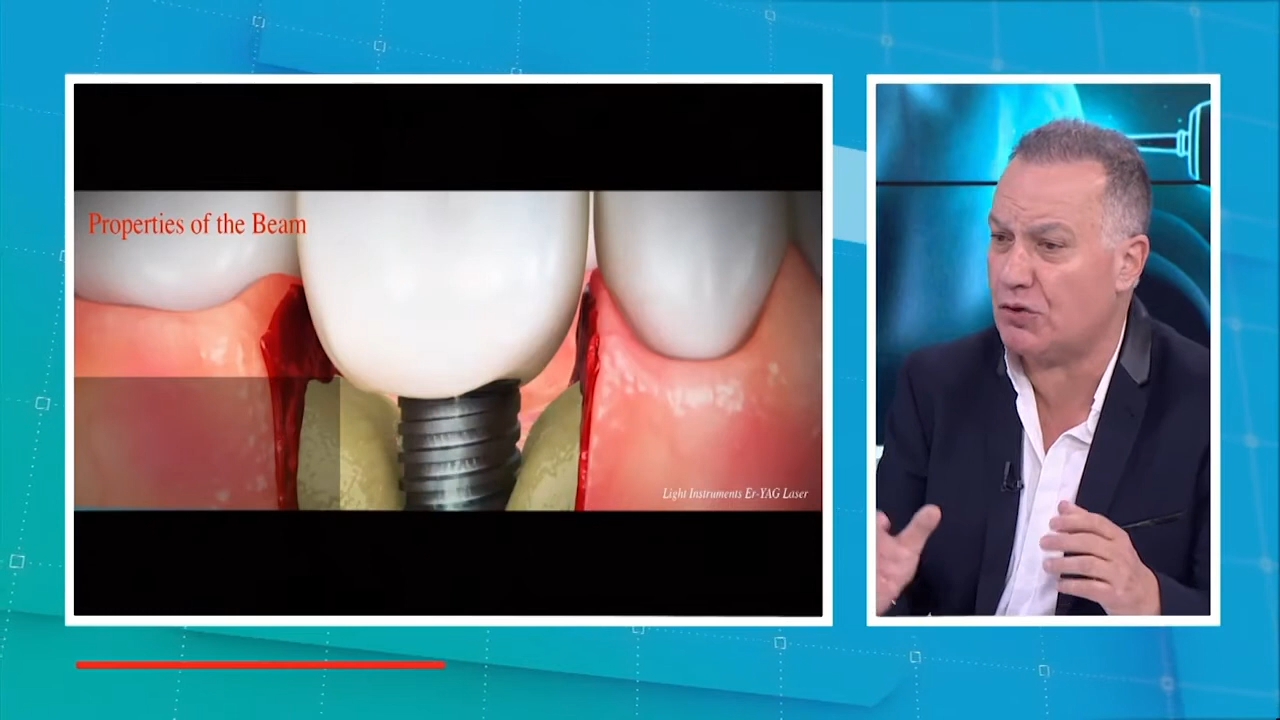 Properties of the Beam
Light Instruments Er-YAG Laser